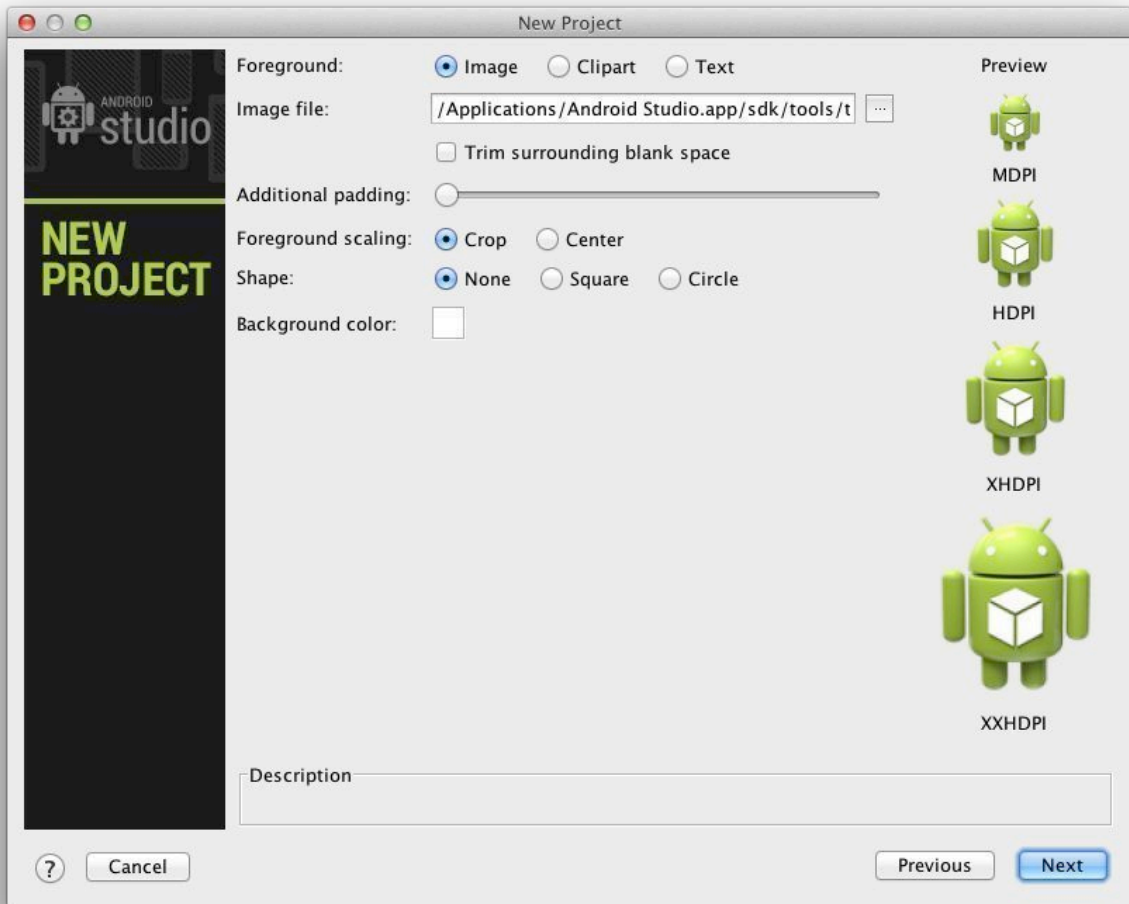 New Project
ANDROID
studio
NEW
PROJECT
Foreground: Image Clipart Text
Image file: /Applications/Android Studio.app/sdk/tools/t ...
Trim surrounding blank space
Additional padding:
Foreground scaling: Crop Center
Shape: None Square Circle
Background color:
Preview
MDPI
HDPI
XHDPI
XXHDPI
Description
? Cancel Previous Next